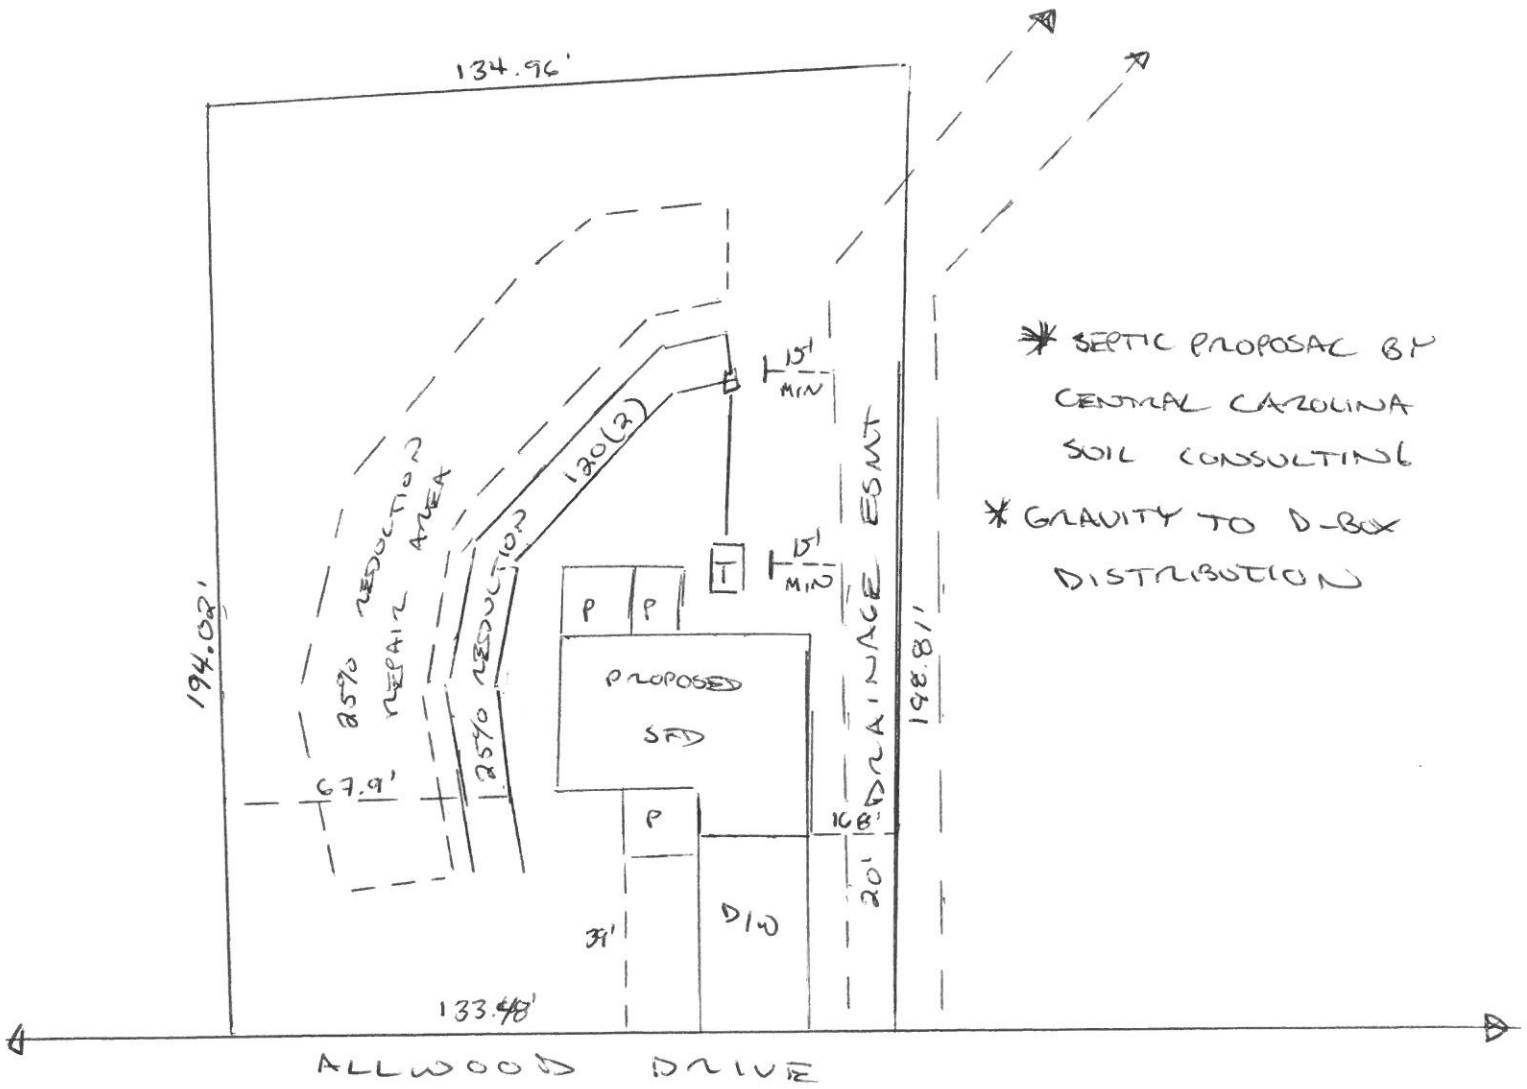 134.96'
15'
MIN
* SEPTIC PROPOSAL BY
CENTRAL CAROLINA
SOIL CONSULTING
* GRAVITY TO D-BOX
DISTRIBUTION
120(2)
25% REDUCTION
REPAIR AREA
25% REDUCTION
15'
MIN
P
P
PROPOSED
SFD
20' DRAINAGE ESMT
194.02'
198.81'
67.9'
P
16.8'
D/W
39'
133.48'
ALLWOOD DRIVE